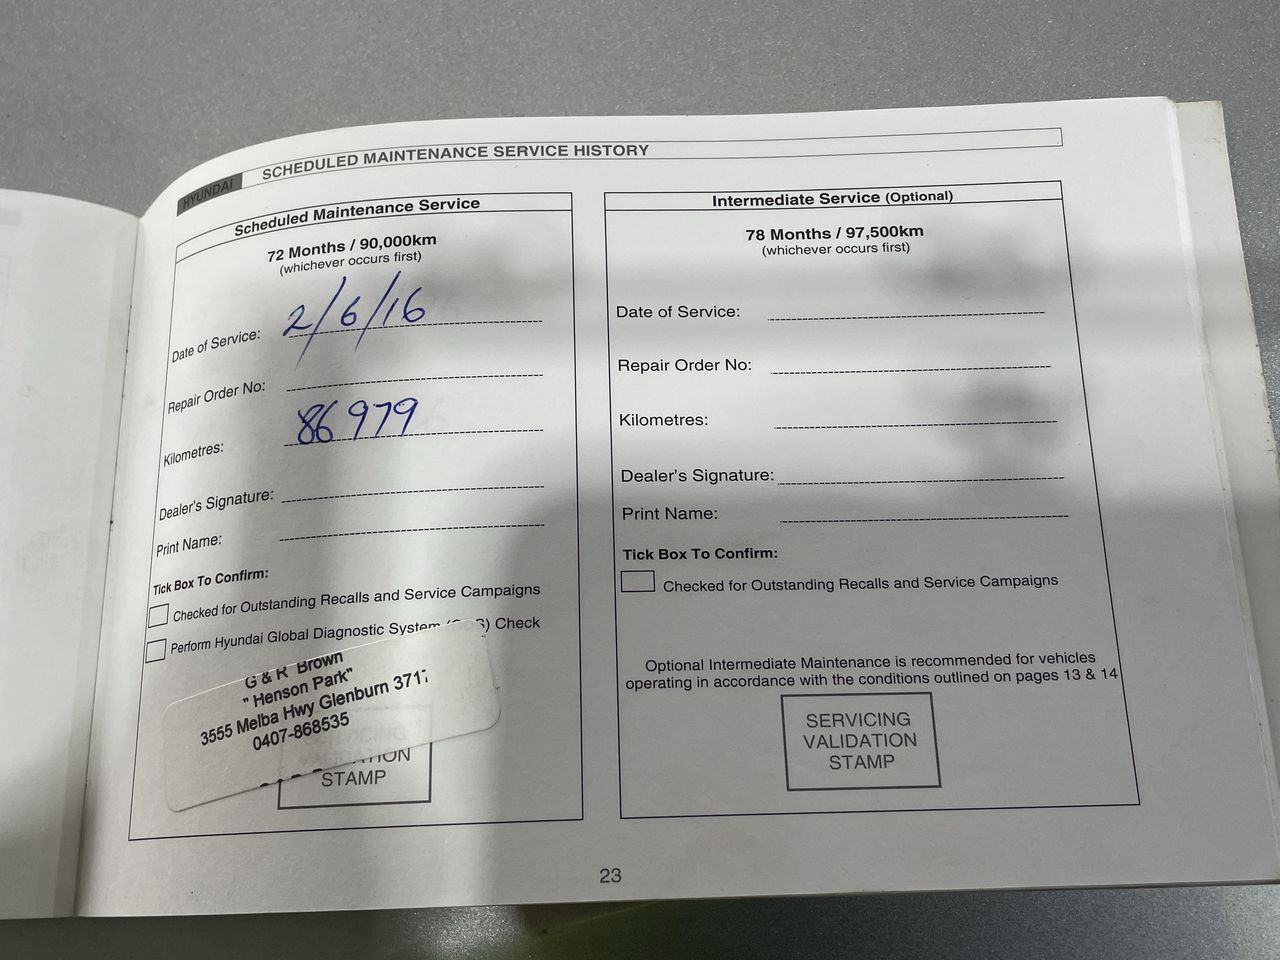 HYUNDAI SCHEDULED MAINTENANCE SERVICE HISTORY
Scheduled Maintenance Service
72 Months / 90,000km
(whichever occurs first)
Date of Service: 2/6/16
Repair Order No:
Kilometres: 86979
Dealer's Signature:
Print Name:
Tick Box To Confirm:
Checked for Outstanding Recalls and Service Campaigns
Perform Hyundai Global Diagnostic System Check
G & R Brown
" Henson Park"
3555 Melba Hwy Glenburn
0407-868535
STAMP
Intermediate Service (Optional)
78 Months / 97,500km
(whichever occurs first)
Date of Service:
Repair Order No:
Kilometres:
Dealer's Signature:
Print Name:
Tick Box To Confirm:
Checked for Outstanding Recalls and Service Campaigns
Optional Intermediate Maintenance is recommended for vehicles
operating in accordance with the conditions outlined on pages 13 & 14
SERVICING
VALIDATION
STAMP
23